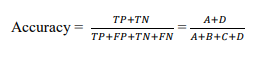 Accuracy = TP+TN / TP+FP+TN+FN = A+D / A+B+C+D